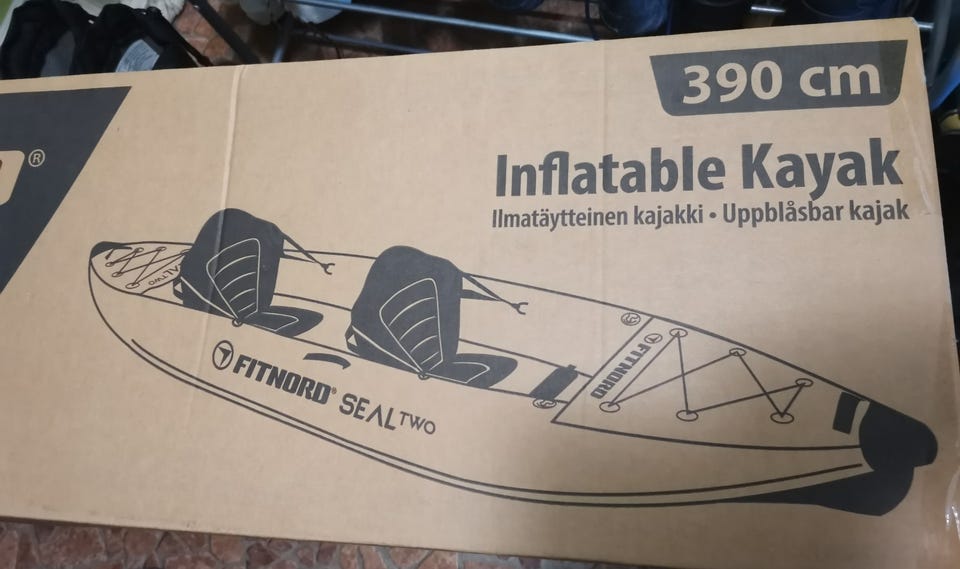 390 cm
Inflatable Kayak
Ilmatäytteinen kajakki • Uppblåsbar kajak
®
FITNORD
FITNORD® SEAL TWO